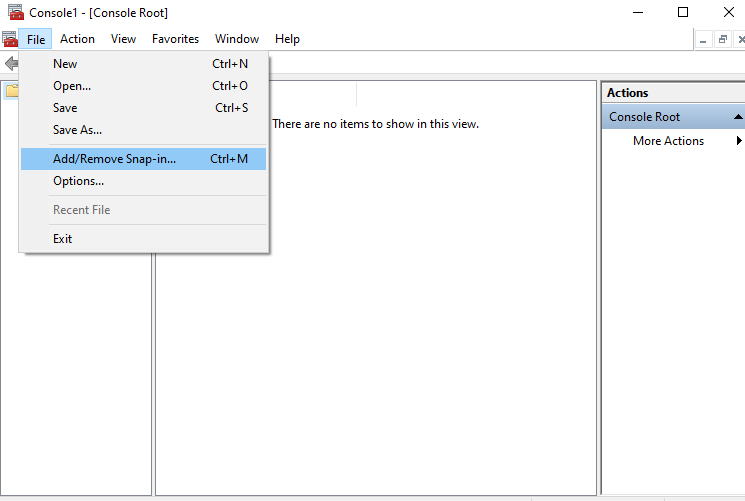 Console1 - [Console Root]
File Action View Favorites Window Help
New Ctrl+N
Open... Ctrl+O
Save Ctrl+S
Save As...
Add/Remove Snap-in... Ctrl+M
Options...
Recent File
Exit
There are no items to show in this view.
Actions
Console Root
More Actions